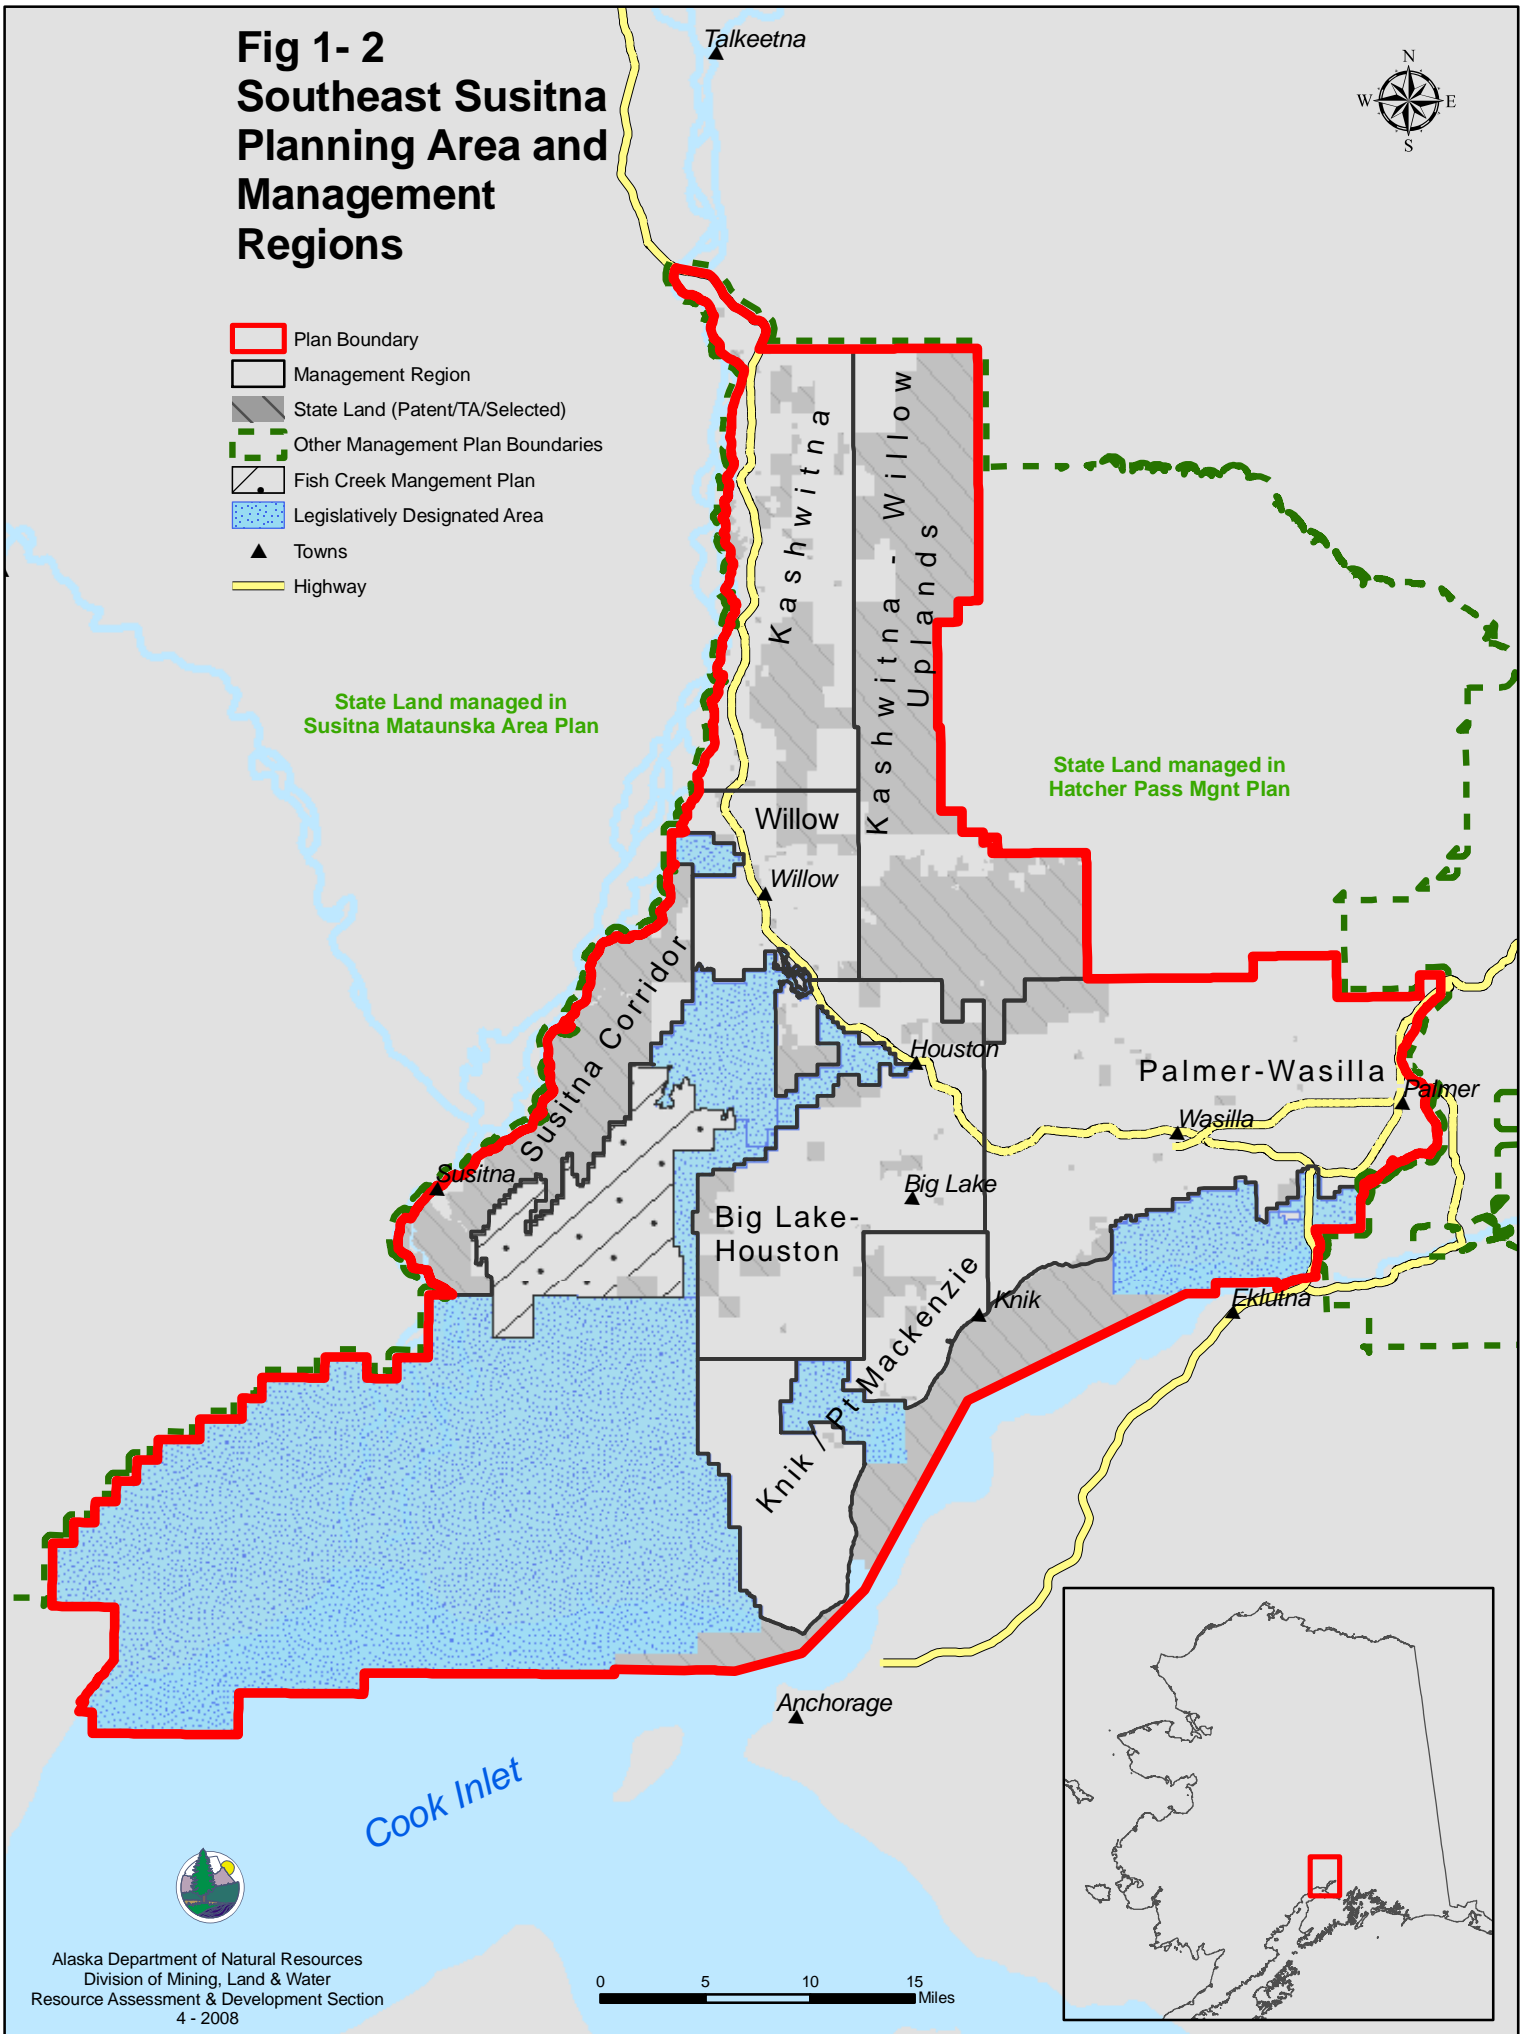 Fig 1- 2
Southeast Susitna
Planning Area and
Management
Regions
Talkeetna
N
W
E
S
Plan Boundary
Management Region
State Land (Patent/TA/Selected)
Other Management Plan Boundaries
Fish Creek Mangement Plan
Legislatively Designated Area
Towns
Highway
Kashwitna
Kashwitna - Willow
Uplands
State Land managed in
Susitna Mataunska Area Plan
State Land managed in
Hatcher Pass Mgnt Plan
Willow
Willow
Susitna Corridor
Houston
Palmer-Wasilla
Palmer
Wasilla
Susitna
Big Lake
Big Lake-
Houston
Knik
Eklutna
Knik / Pt Mackenzie
Anchorage
Cook Inlet
Alaska Department of Natural Resources
Division of Mining, Land & Water
Resource Assessment & Development Section
4 - 2008
0 5 10 15
Miles